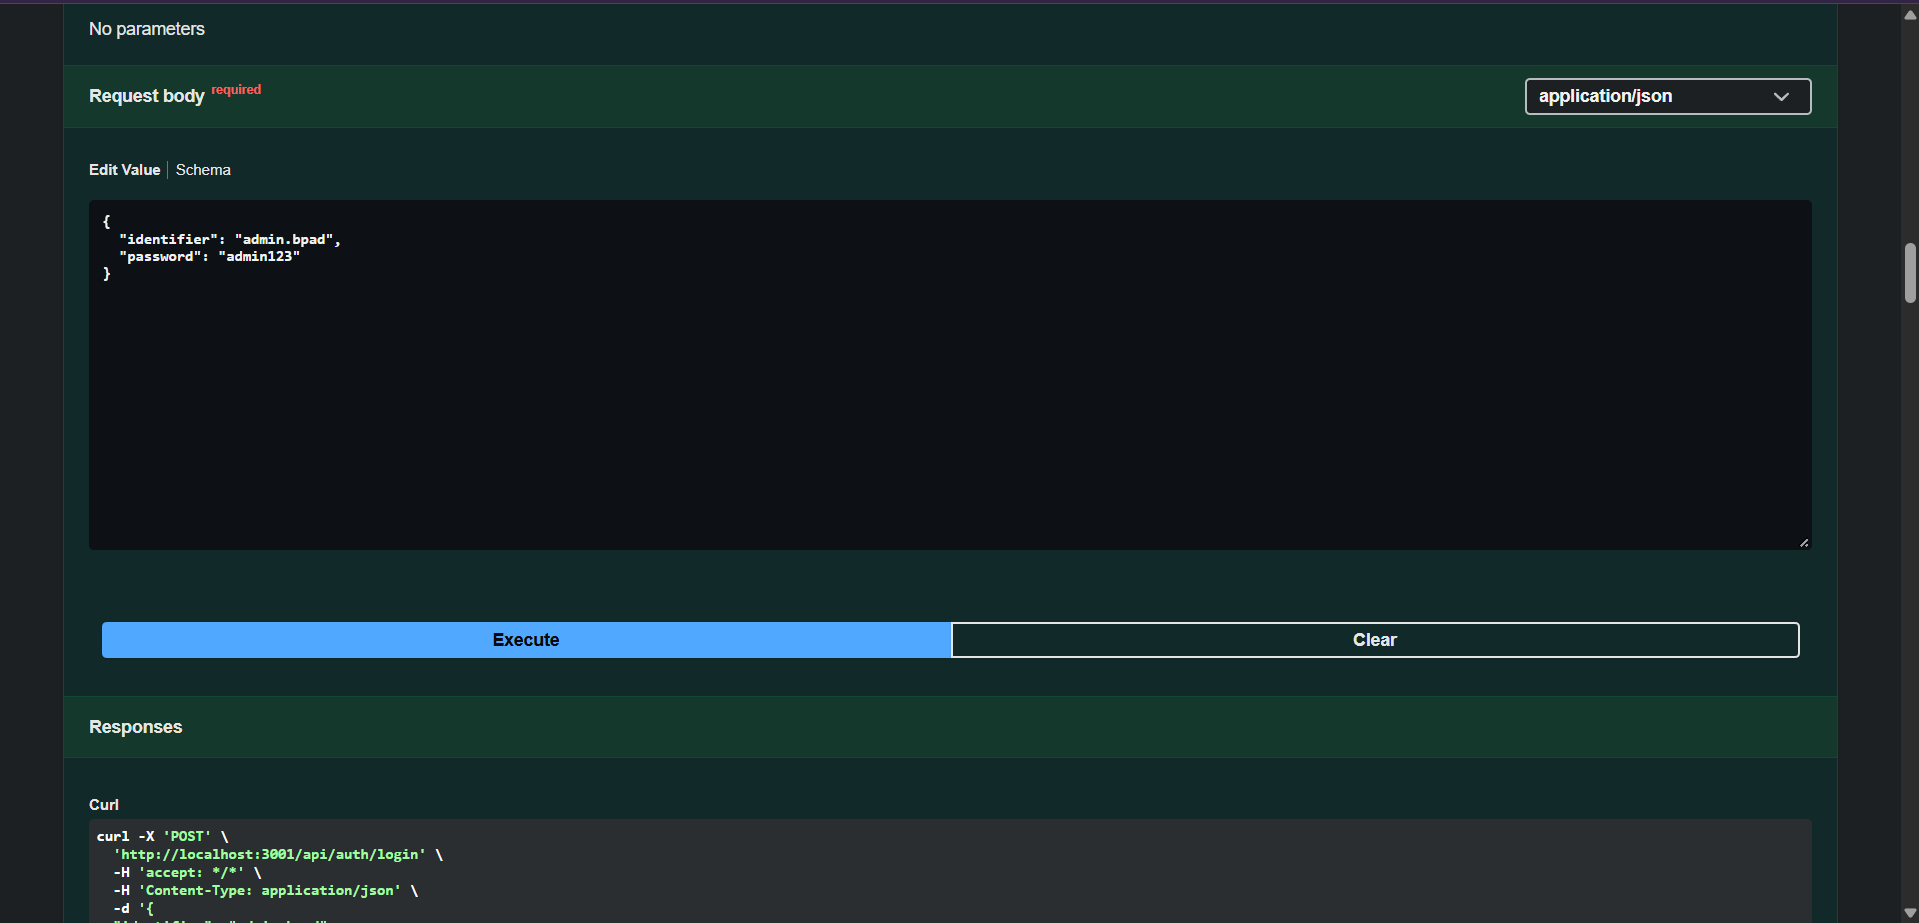 No parameters
Request body required
application/json
Edit Value Schema
{
  "identifier": "admin.bpad",
  "password": "admin123"
}
Execute
Clear
Responses
Curl
curl -X 'POST' \
  'http://localhost:3001/api/auth/login' \
  -H 'accept: */*' \
  -H 'Content-Type: application/json' \
  -d '{